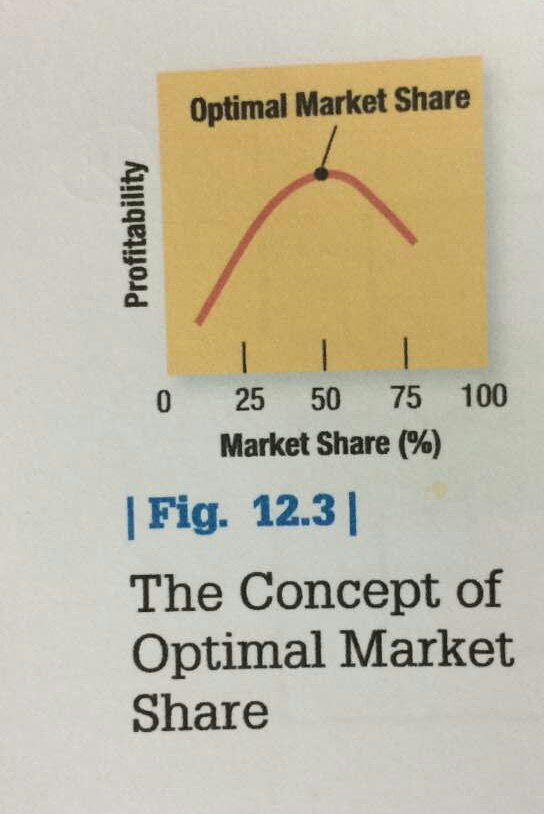 Optimal Market Share
Profitability
0 25 50 75 100
Market Share (%)
| Fig. 12.3 |
The Concept of
Optimal Market
Share